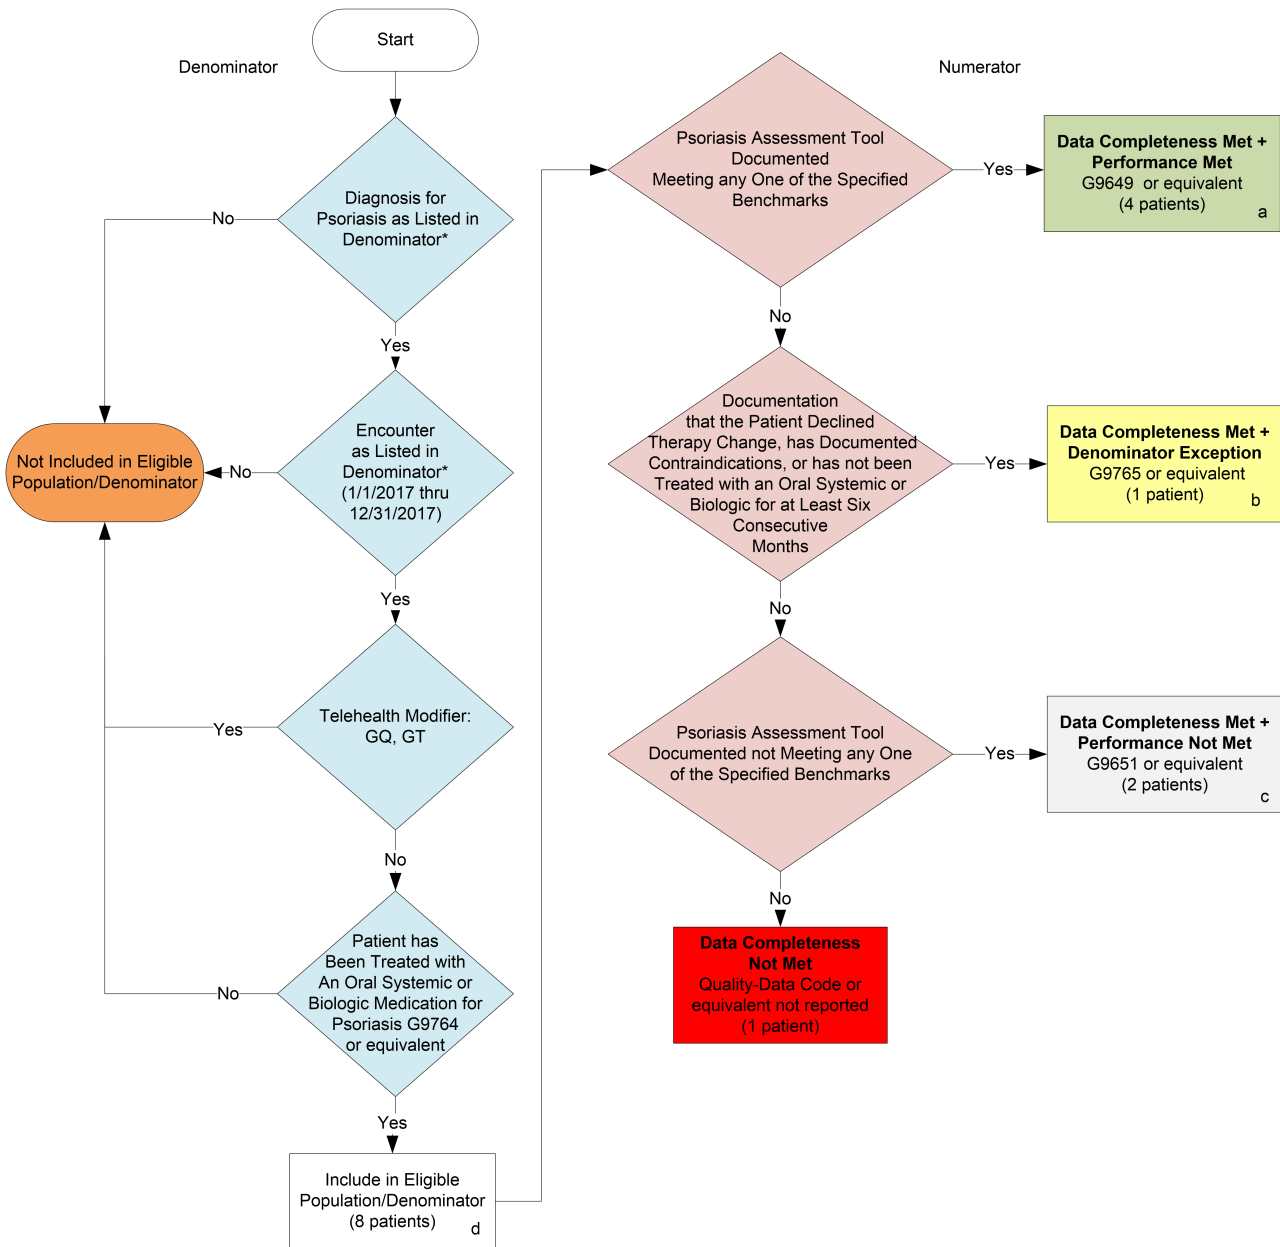 Start
Denominator
Diagnosis for
Psoriasis as Listed in
Denominator*
No
Yes
Encounter
as Listed in
Denominator*
(1/1/2017 thru
12/31/2017)
No
Not Included in Eligible
Population/Denominator
Yes
Telehealth Modifier:
GQ, GT
Yes
No
Patient has
Been Treated with
An Oral Systemic or
Biologic Medication for
Psoriasis G9764
or equivalent
No
Yes
Include in Eligible
Population/Denominator
(8 patients)
d
Numerator
Psoriasis Assessment Tool
Documented
Meeting any One of the Specified
Benchmarks
Yes
Data Completeness Met +
Performance Met
G9649 or equivalent
(4 patients)
a
No
Documentation
that the Patient Declined
Therapy Change, has Documented
Contraindications, or has not been
Treated with an Oral Systemic or
Biologic for at Least Six
Consecutive
Months
Yes
Data Completeness Met +
Denominator Exception
G9765 or equivalent
(1 patient)
b
No
Psoriasis Assessment Tool
Documented not Meeting any One
of the Specified Benchmarks
Yes
Data Completeness Met +
Performance Not Met
G9651 or equivalent
(2 patients)
c
No
Data Completeness
Not Met
Quality-Data Code or
equivalent not reported
(1 patient)